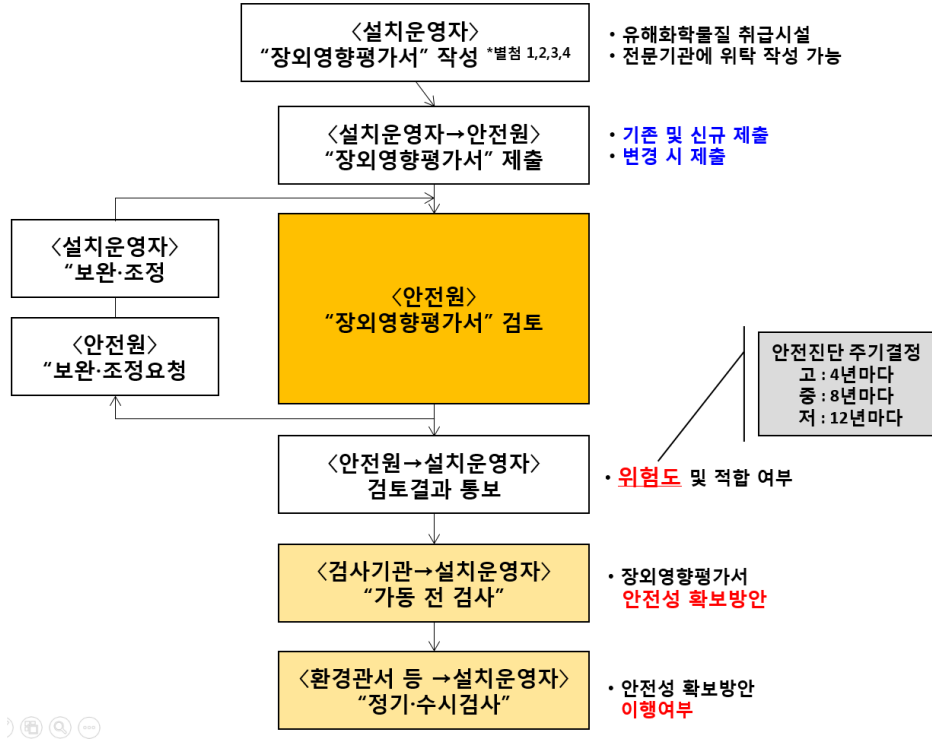 〈설치운영자〉
“장외영향평가서” 작성 *별첨 1,2,3,4
• 유해화학물질 취급시설
• 전문기관에 위탁 작성 가능
〈설치운영자→안전원〉
“장외영향평가서” 제출
• 기존 및 신규 제출
• 변경 시 제출
〈설치운영자〉
“보완·조정
〈안전원〉
“보완·조정요청
〈안전원〉
“장외영향평가서” 검토
안전진단 주기결정
고 : 4년마다
중 : 8년마다
저 : 12년마다
〈안전원→설치운영자〉
검토결과 통보
• 위험도 및 적합 여부
〈검사기관→설치운영자〉
“가동 전 검사”
• 장외영향평가서
안전성 확보방안
〈환경관서 등 →설치운영자〉
“정기·수시검사”
• 안전성 확보방안
이행여부